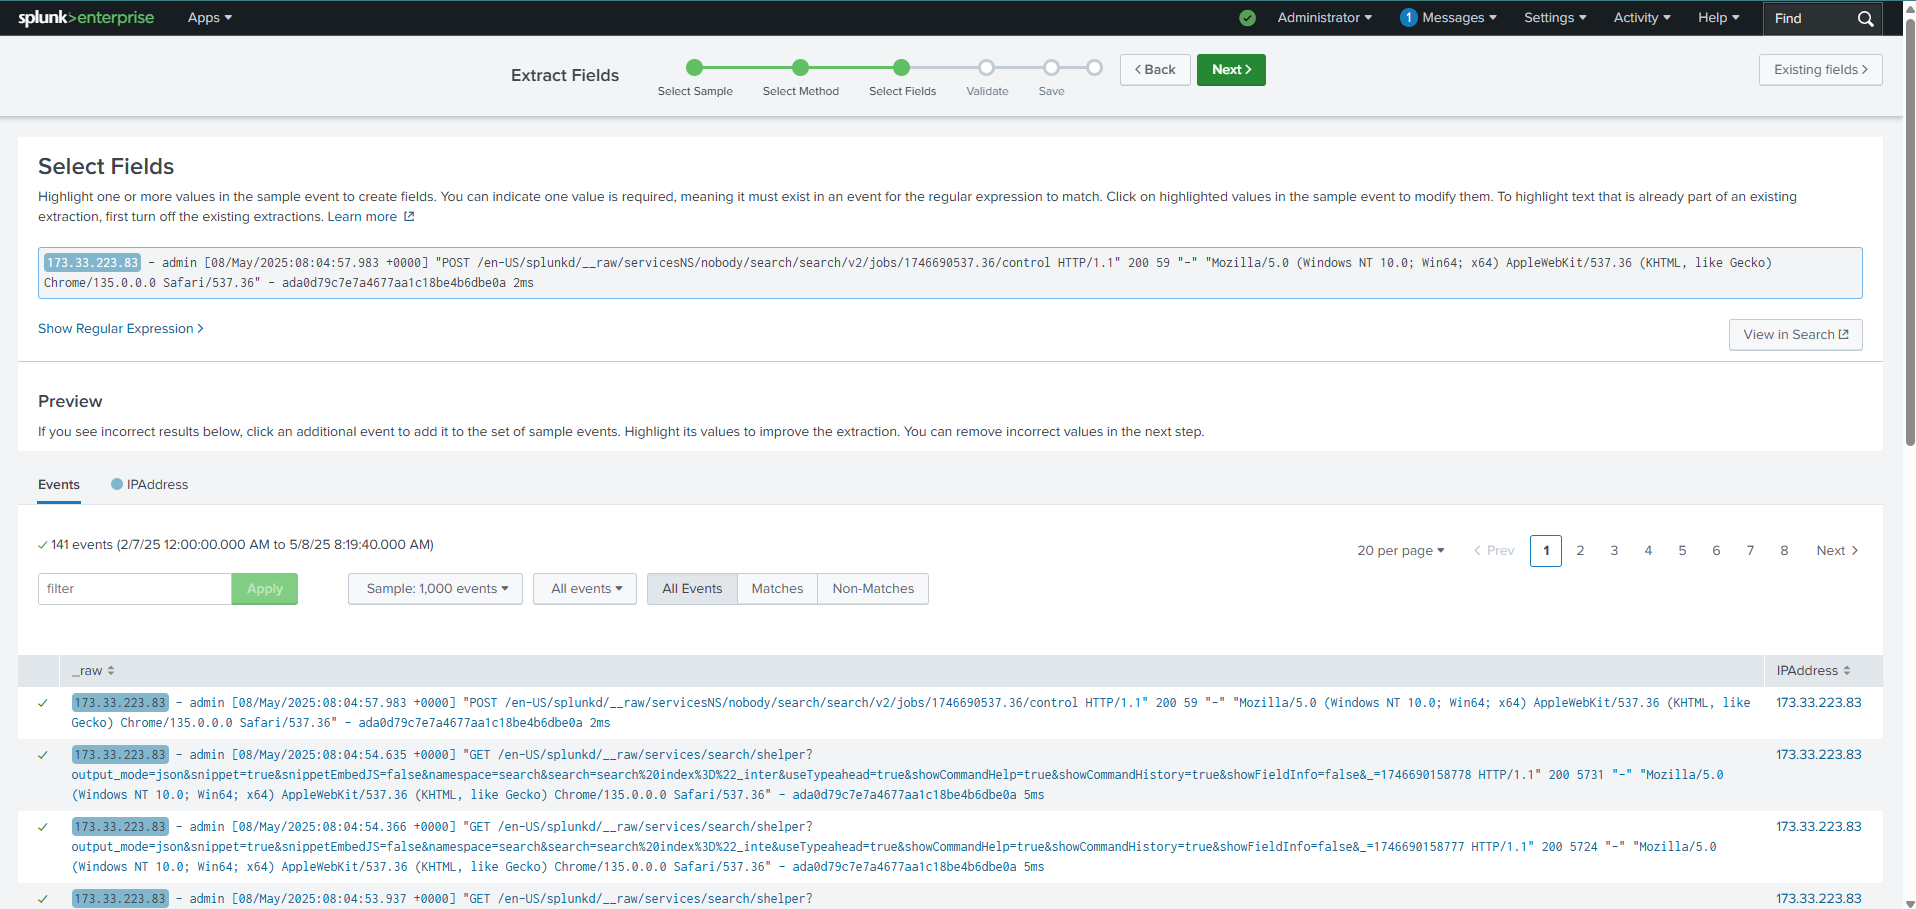 splunk>enterprise Apps Administrator 1 Messages Settings Activity Help Find
Extract Fields
Select Sample Select Method Select Fields Validate Save
Back Next
Existing fields
Select Fields
Highlight one or more values in the sample event to create fields. You can indicate one value is required, meaning it must exist in an event for the regular expression to match. Click on highlighted values in the sample event to modify them. To highlight text that is already part of an existing
extraction, first turn off the existing extractions. Learn more
173.33.223.83 - admin [08/May/2025:08:04:57.983 +0000] "POST /en-US/splunkd/__raw/servicesNS/nobody/search/search/v2/jobs/1746690537.36/control HTTP/1.1" 200 59 "-" "Mozilla/5.0 (Windows NT 10.0; Win64; x64) AppleWebKit/537.36 (KHTML, like Gecko)
Chrome/135.0.0.0 Safari/537.36" - ada0d79c7e7a4677aa1c18be4b6dbe0a 2ms
Show Regular Expression
View in Search
Preview
If you see incorrect results below, click an additional event to add it to the set of sample events. Highlight its values to improve the extraction. You can remove incorrect values in the next step.
Events IPAddress
141 events (2/7/25 12:00:00.000 AM to 5/8/25 8:19:40.000 AM)
20 per page Prev 1 2 3 4 5 6 7 8 Next
filter Apply Sample: 1,000 events All events All Events Matches Non-Matches
_raw IPAddress
173.33.223.83 - admin [08/May/2025:08:04:57.983 +0000] "POST /en-US/splunkd/__raw/servicesNS/nobody/search/search/v2/jobs/1746690537.36/control HTTP/1.1" 200 59 "-" "Mozilla/5.0 (Windows NT 10.0; Win64; x64) AppleWebKit/537.36 (KHTML, like 173.33.223.83
Gecko) Chrome/135.0.0.0 Safari/537.36" - ada0d79c7e7a4677aa1c18be4b6dbe0a 2ms
173.33.223.83 - admin [08/May/2025:08:04:54.635 +0000] "GET /en-US/splunkd/__raw/services/search/shelper? 173.33.223.83
output_mode=json&snippet=true&snippetEmbedJS=false&namespace=search&search=search%20index%3D%22_inter&useTypeahead=true&showCommandHelp=true&showCommandHistory=true&showFieldInfo=false&_=1746690158778 HTTP/1.1" 200 5731 "-" "Mozilla/5.0
(Windows NT 10.0; Win64; x64) AppleWebKit/537.36 (KHTML, like Gecko) Chrome/135.0.0.0 Safari/537.36" - ada0d79c7e7a4677aa1c18be4b6dbe0a 5ms
173.33.223.83 - admin [08/May/2025:08:04:54.366 +0000] "GET /en-US/splunkd/__raw/services/search/shelper? 173.33.223.83
output_mode=json&snippet=true&snippetEmbedJS=false&namespace=search&search=search%20index%3D%22_inte&useTypeahead=true&showCommandHelp=true&showCommandHistory=true&showFieldInfo=false&_=1746690158777 HTTP/1.1" 200 5724 "-" "Mozilla/5.0
(Windows NT 10.0; Win64; x64) AppleWebKit/537.36 (KHTML, like Gecko) Chrome/135.0.0.0 Safari/537.36" - ada0d79c7e7a4677aa1c18be4b6dbe0a 5ms
173.33.223.83 - admin [08/May/2025:08:04:53.937 +0000] "GET /en-US/splunkd/__raw/services/search/shelper? 173.33.223.83